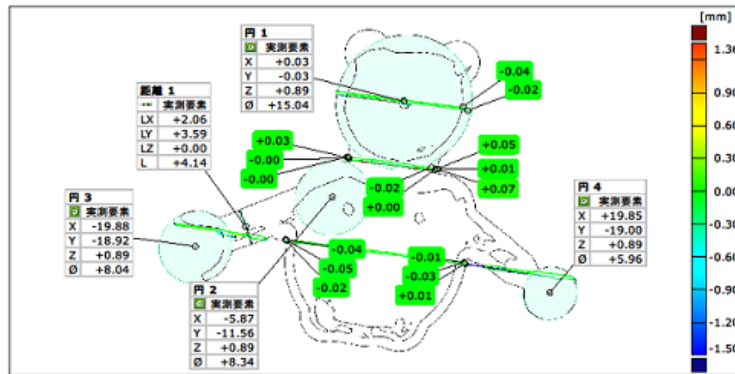 [mm]
円 1
実測要素
X +0.03
Y -0.03
Z +0.89
Ø +15.04
-0.04
-0.02
距離 1
実測要素
LX +2.06
LY +3.59
LZ +0.00
L +4.14
+0.03
-0.00
-0.00
+0.05
+0.01
+0.07
-0.02
+0.00
円 3
実測要素
X -19.88
Y -18.92
Z +0.89
Ø +8.04
円 4
実測要素
X +19.85
Y -19.00
Z +0.89
Ø +5.96
-0.04
-0.05
-0.02
-0.01
-0.03
+0.01
円 2
実測要素
X -5.87
Y -11.56
Z +0.89
Ø +8.34
1.50
1.20
0.90
0.60
0.30
0.00
-0.30
-0.60
-0.90
-1.20
-1.50